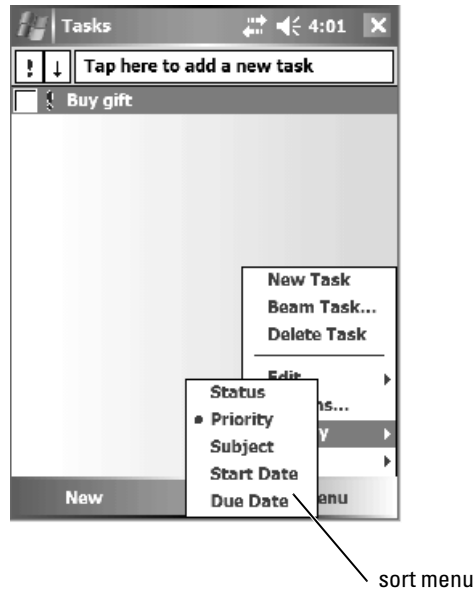 Tasks 4:01
! ↓ Tap here to add a new task
Buy gift
New Task
Beam Task...
Delete Task
Edit
Status
Priority
Subject
Start Date
Due Date
New
sort menu